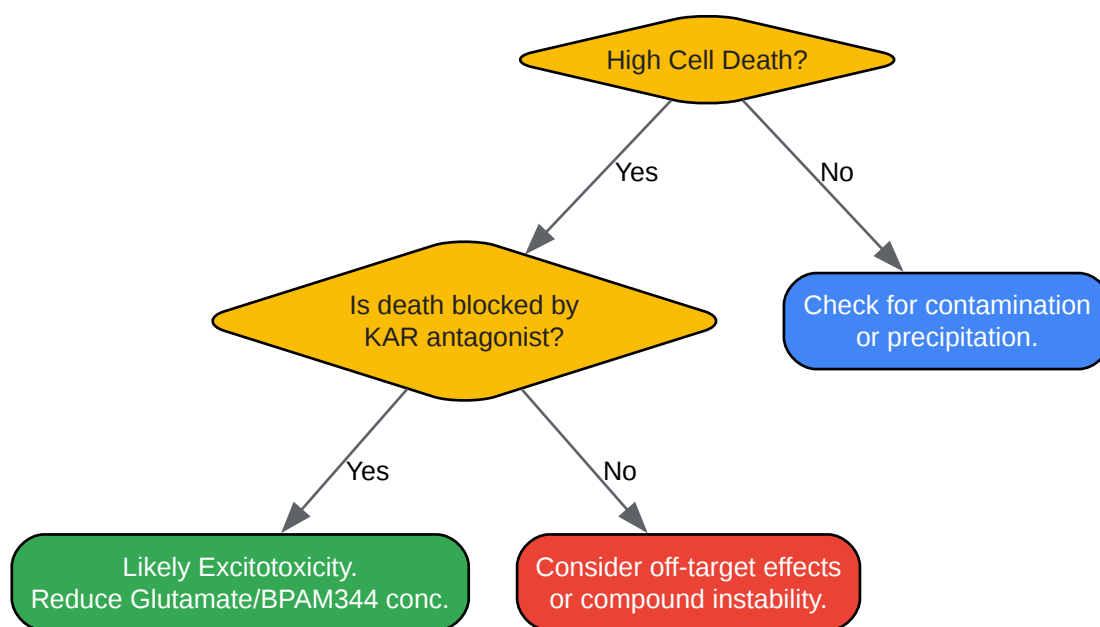 High Cell Death?
Yes
No
Is death blocked by
KAR antagonist?
Check for contamination
or precipitation.
Yes
No
Likely Excitotoxicity.
Reduce Glutamate/BPAM344 conc.
Consider off-target effects
or compound instability.